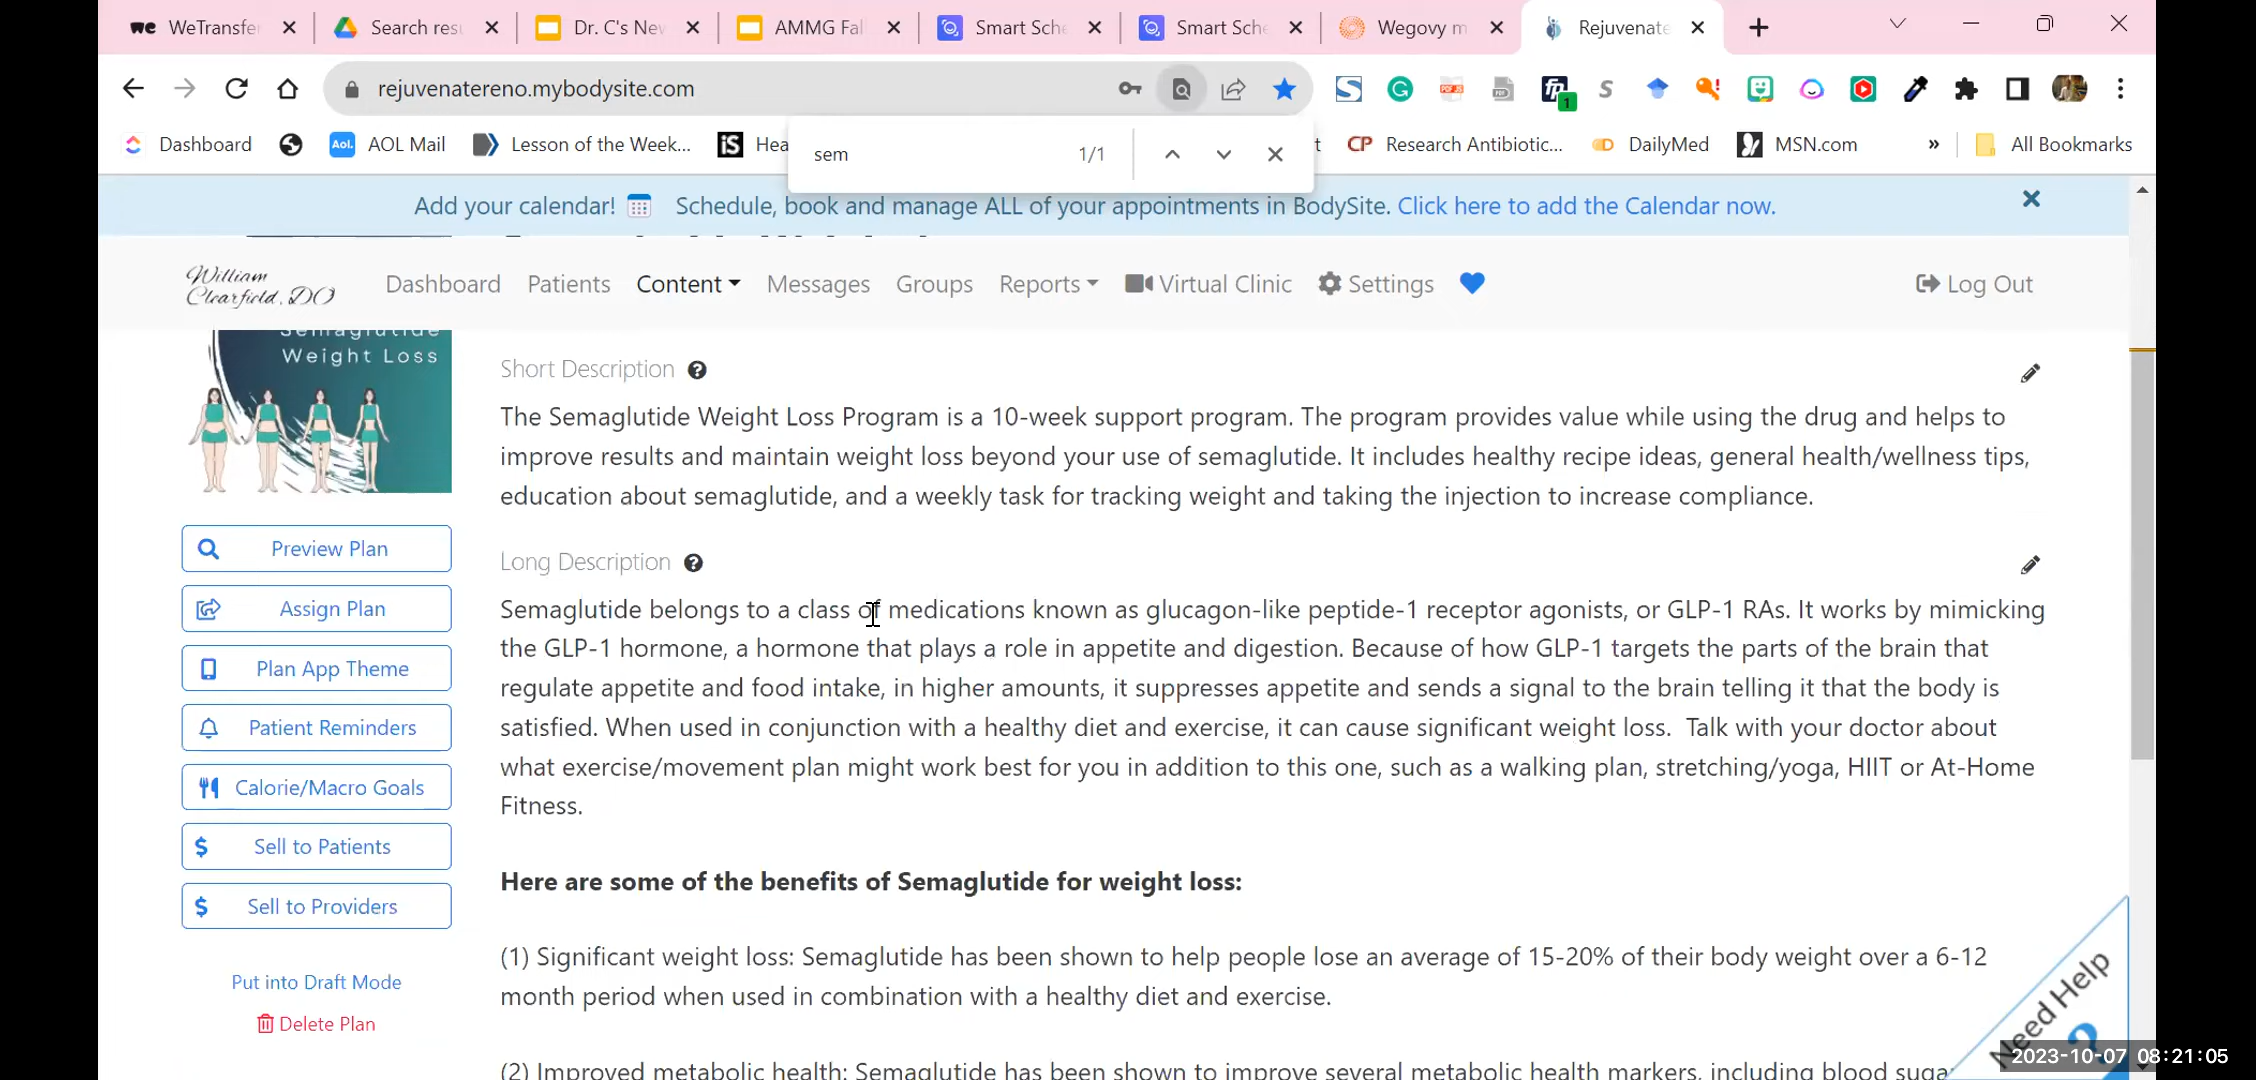 we WeTransfer
Search res
Dr. C's New
AMMG Fal
Smart Sche
Smart Sche
Wegovy m
Rejuvenate
rejuvenatereno.mybodysite.com
1
Dashboard
Aol. AOL Mail
Lesson of the Week...
iS Hea
sem 1/1
t
CP Research Antibiotic...
DailyMed
MSN.com
»
All Bookmarks
Add your calendar! Schedule, book and manage ALL of your appointments in BodySite. Click here to add the Calendar now.
William
Clearfield, DO
Dashboard Patients Content Messages Groups Reports Virtual Clinic Settings Log Out
Semaglutide
Weight Loss
Preview Plan
Assign Plan
Plan App Theme
Patient Reminders
Calorie/Macro Goals
$ Sell to Patients
$ Sell to Providers
Put into Draft Mode
Delete Plan
Short Description ?
The Semaglutide Weight Loss Program is a 10-week support program. The program provides value while using the drug and helps to
improve results and maintain weight loss beyond your use of semaglutide. It includes healthy recipe ideas, general health/wellness tips,
education about semaglutide, and a weekly task for tracking weight and taking the injection to increase compliance.
Long Description ?
Semaglutide belongs to a class of medications known as glucagon-like peptide-1 receptor agonists, or GLP-1 RAs. It works by mimicking
the GLP-1 hormone, a hormone that plays a role in appetite and digestion. Because of how GLP-1 targets the parts of the brain that
regulate appetite and food intake, in higher amounts, it suppresses appetite and sends a signal to the brain telling it that the body is
satisfied. When used in conjunction with a healthy diet and exercise, it can cause significant weight loss. Talk with your doctor about
what exercise/movement plan might work best for you in addition to this one, such as a walking plan, stretching/yoga, HIIT or At-Home
Fitness.
Here are some of the benefits of Semaglutide for weight loss:
(1) Significant weight loss: Semaglutide has been shown to help people lose an average of 15-20% of their body weight over a 6-12
month period when used in combination with a healthy diet and exercise.
(2) Improved metabolic health: Semaglutide has been shown to improve several metabolic health markers, including blood suga
Need Help
?
2023-10-07 08:21:05